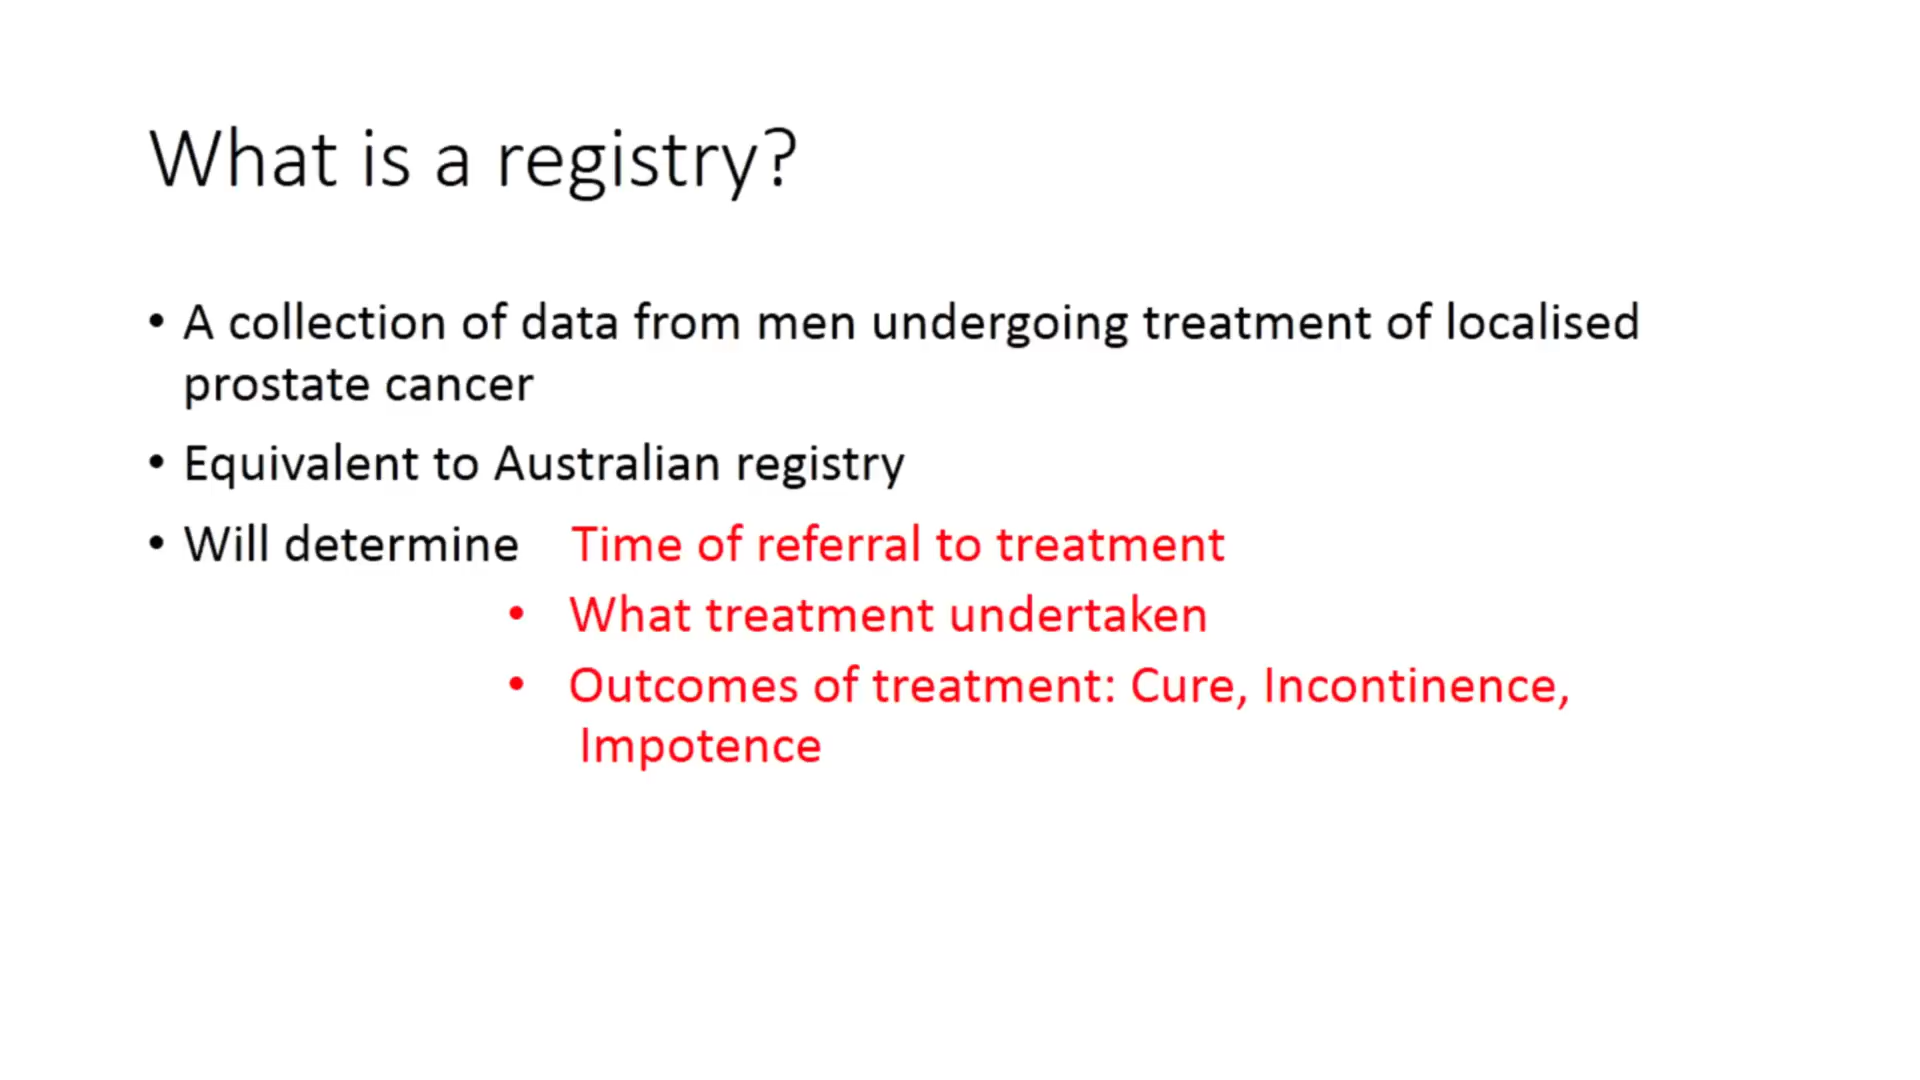 What is a registry?
• A collection of data from men undergoing treatment of localised
prostate cancer
• Equivalent to Australian registry
• Will determine Time of referral to treatment
• What treatment undertaken
• Outcomes of treatment: Cure, Incontinence,
Impotence